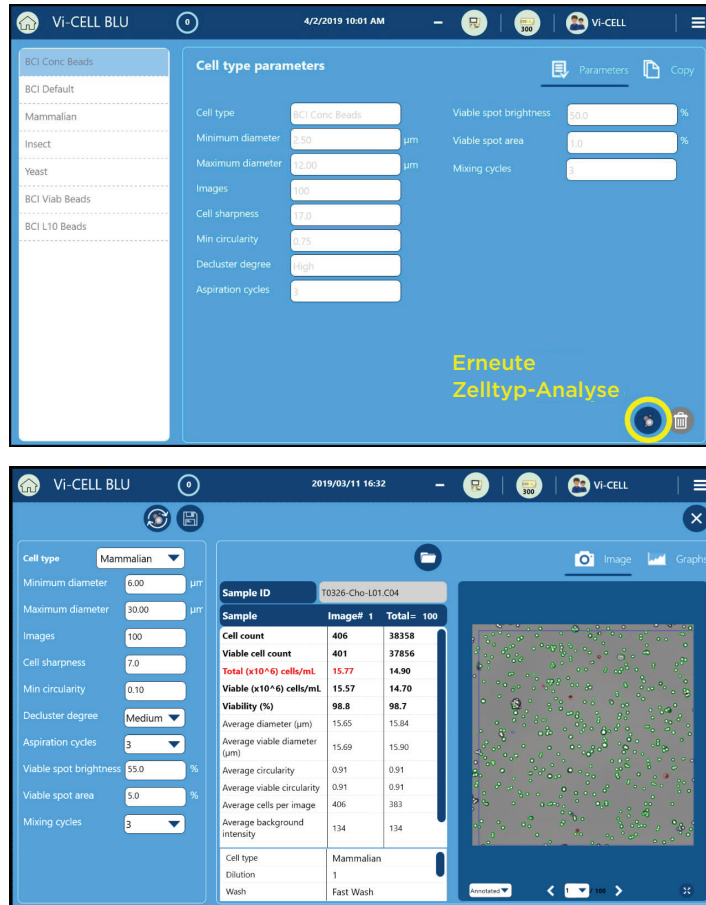 Vi-CELL BLU 0 4/2/2019 10:01 AM 300 Vi-CELL
BCI Conc Beads
BCI Default
Mammalian
Insect
Yeast
BCI Viab Beads
BCI L10 Beads
Cell type parameters
Parameters Copy
Cell type BCI Conc Beads
Minimum diameter 2.50 µm
Maximum diameter 12.00 µm
Images 100
Cell sharpness 17.0
Min circularity 0.75
Decluster degree High
Aspiration cycles 3
Viable spot brightness 50.0 %
Viable spot area 1.0 %
Mixing cycles 3
Erneute
Zelltyp-Analyse
Vi-CELL BLU 0 2019/03/11 16:32 300 Vi-CELL
Cell type Mammalian
Minimum diameter 6.00 µm
Maximum diameter 30.00 µm
Images 100
Cell sharpness 7.0
Min circularity 0.10
Decluster degree Medium
Aspiration cycles 3
Viable spot brightness 55.0 %
Viable spot area 5.0 %
Mixing cycles 3
Sample ID T0326-Cho-L01.C04
Sample Image# 1 Total= 100
Cell count 406 38358
Viable cell count 401 37856
Total (x10^6) cells/mL 15.77 14.90
Viable (x10^6) cells/mL 15.57 14.70
Viability (%) 98.8 98.7
Average diameter (µm) 15.65 15.84
Average viable diameter
(µm) 15.69 15.90
Average circularity 0.91 0.91
Average viable circularity 0.91 0.91
Average cells per image 406 383
Average background
intensity 134 134
Cell type Mammalian
Dilution 1
Wash Fast Wash
Image Graphs
Annotated 1 / 100